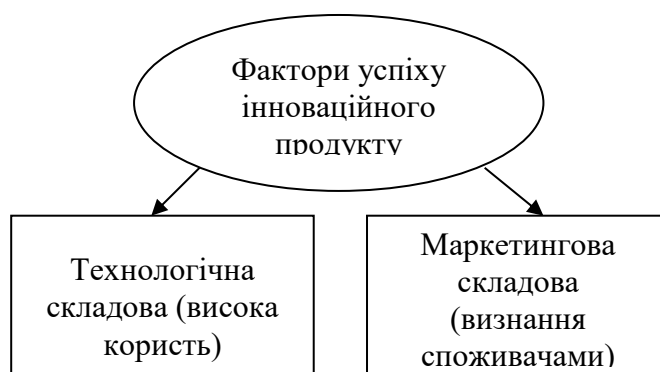 Фактори успіху
інноваційного
продукту
Технологічна
складова (висока
користь)
Маркетингова
складова
(визнання
споживачами)